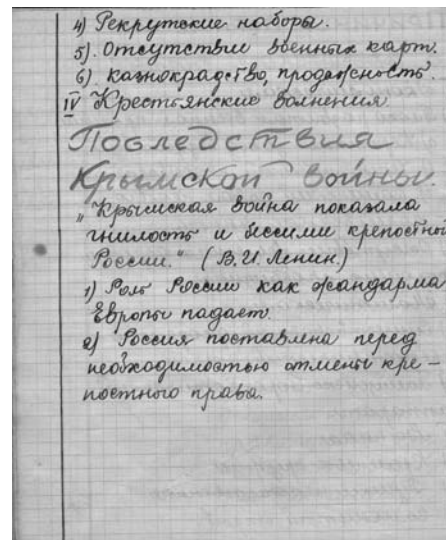 4) Рекрутские наборы.
5). Отсутствие военных карт.
6). казнокрадство, продажность.
IV Крестьянские волнения
Последствия
Крымской войны.
„Крымская война показала
гнилость и бессилие крепостной
России." (В. И. Ленин.)
1) Роль России как жандарма
Европы падает.
2) Россия поставлена перед
необходимостью отмены кре-
постного права.